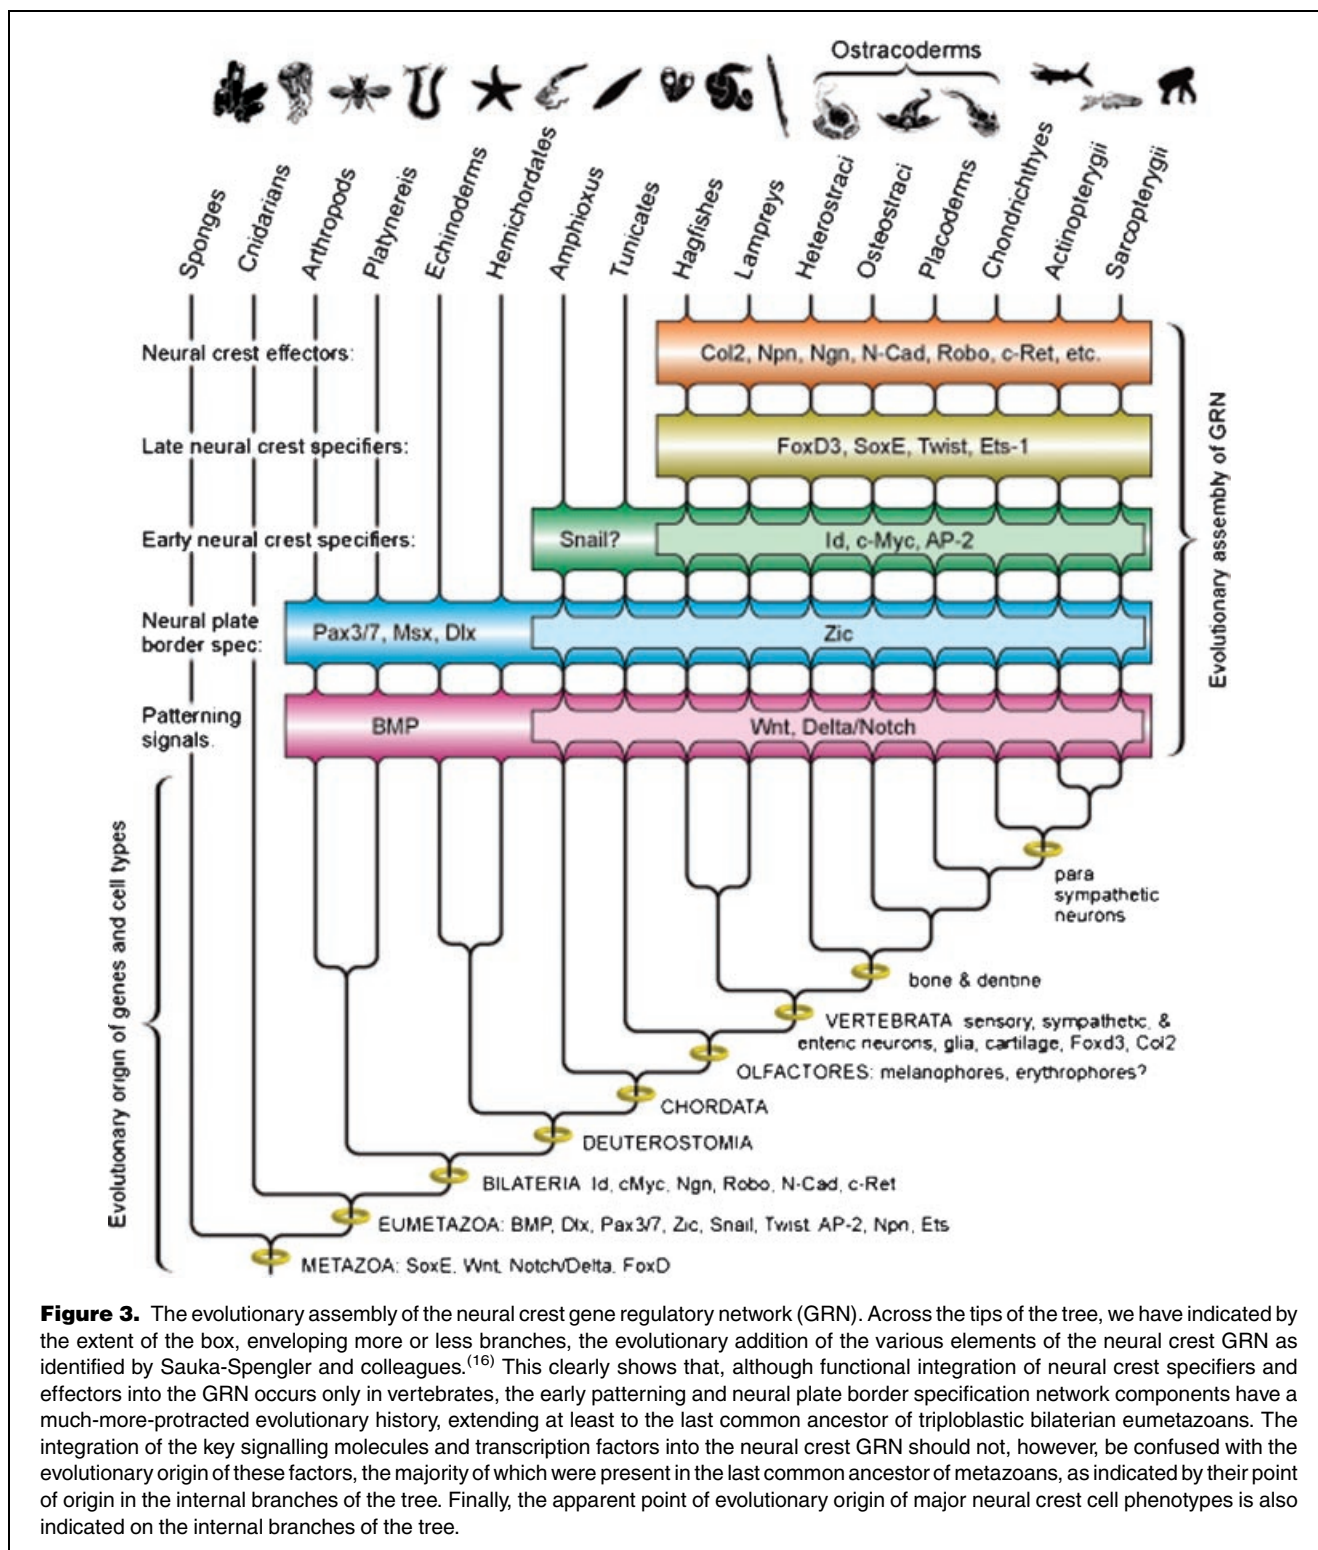 Ostracoderms
Sponges
Cnidarians
Arthropods
Platynereis
Echinoderms
Hemichordates
Amphioxus
Tunicates
Hagfishes
Lampreys
Heterostraci
Osteostraci
Placoderms
Chondrichthyes
Actinopterygii
Sarcopterygii
Neural crest effectors:
Col2, Npn, Ngn, N-Cad, Robo, c-Ret, etc.
Late neural crest specifiers:
FoxD3, SoxE, Twist, Ets-1
Early neural crest specifiers:
Snail?
Id, c-Myc, AP-2
Neural plate
border spec:
Pax3/7, Msx, Dlx
Zic
Patterning
signals.
BMP
Wnt, Delta/Notch
Evolutionary assembly of GRN
Evolutionary origin of genes and cell types
para
sympathetic
neurons
bone & dentine
VERTEBRATA sensory, sympathetic, &
enteric neurons, glia, cartilage, Foxd3, Col2
OLFACTORES: melanophores, erythrophores?
CHORDATA
DEUTEROSTOMIA
BILATERIA Id, cMyc, Ngn, Robo, N-Cad, c-Ret
EUMETAZOA: BMP, Dlx, Pax3/7, Zic, Snail, Twist AP-2, Npn, Ets
METAZOA: SoxE, Wnt, Notch/Delta, FoxD
Figure 3. The evolutionary assembly of the neural crest gene regulatory network (GRN). Across the tips of the tree, we have indicated by
the extent of the box, enveloping more or less branches, the evolutionary addition of the various elements of the neural crest GRN as
identified by Sauka-Spengler and colleagues.(16) This clearly shows that, although functional integration of neural crest specifiers and
effectors into the GRN occurs only in vertebrates, the early patterning and neural plate border specification network components have a
much-more-protracted evolutionary history, extending at least to the last common ancestor of triploblastic bilaterian eumetazoans. The
integration of the key signalling molecules and transcription factors into the neural crest GRN should not, however, be confused with the
evolutionary origin of these factors, the majority of which were present in the last common ancestor of metazoans, as indicated by their point
of origin in the internal branches of the tree. Finally, the apparent point of evolutionary origin of major neural crest cell phenotypes is also
indicated on the internal branches of the tree.